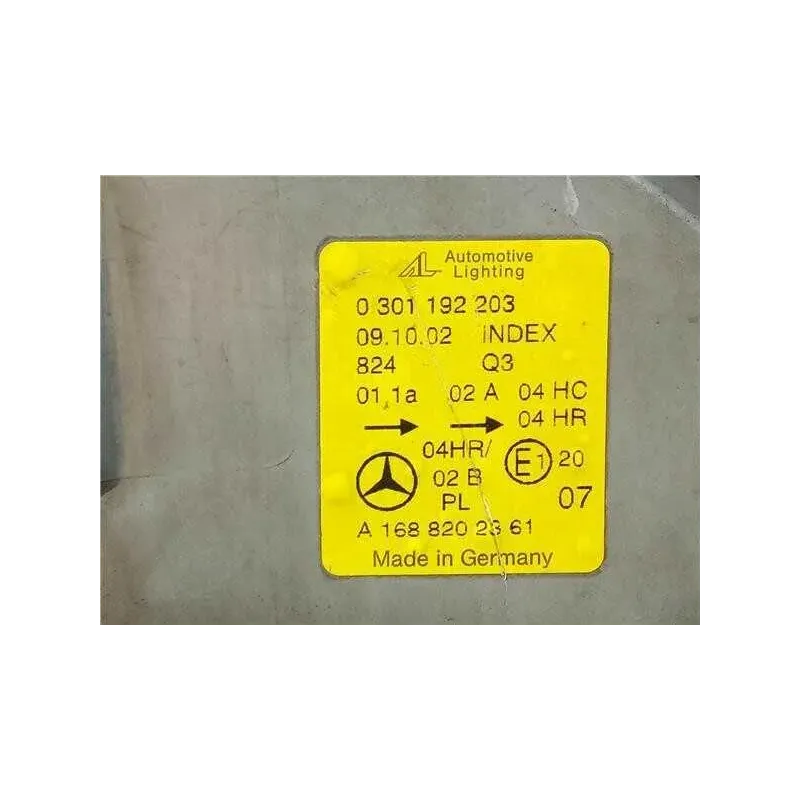 AL Automotive
Lighting
0 301 192 203
09.10.02 INDEX
824 Q3
01,1a 02 A 04 HC
04 HR
04HR/
02 B
PL
E1 20
07
A 168 820 23 61
Made in Germany